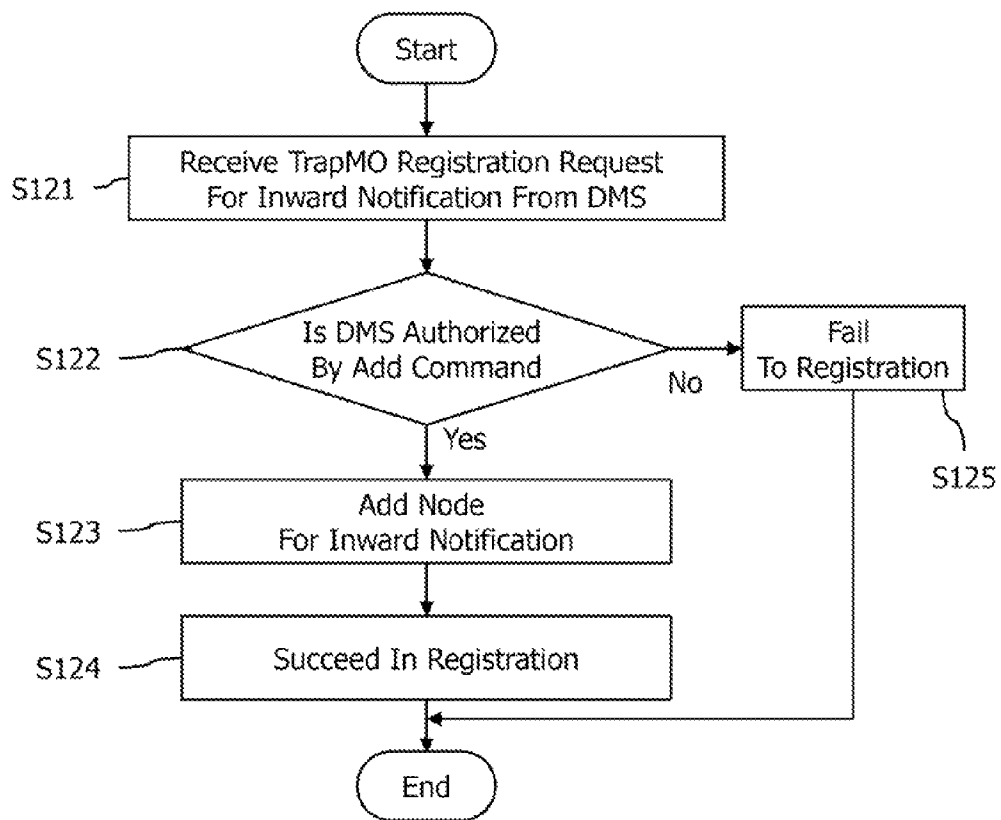 Start
S121
Receive TrapMO Registration Request
For Inward Notification From DMS
S122
Is DMS Authorized
By Add Command
No
Fail
To Registration
S125
Yes
S123
Add Node
For Inward Notification
S124
Succeed In Registration
End